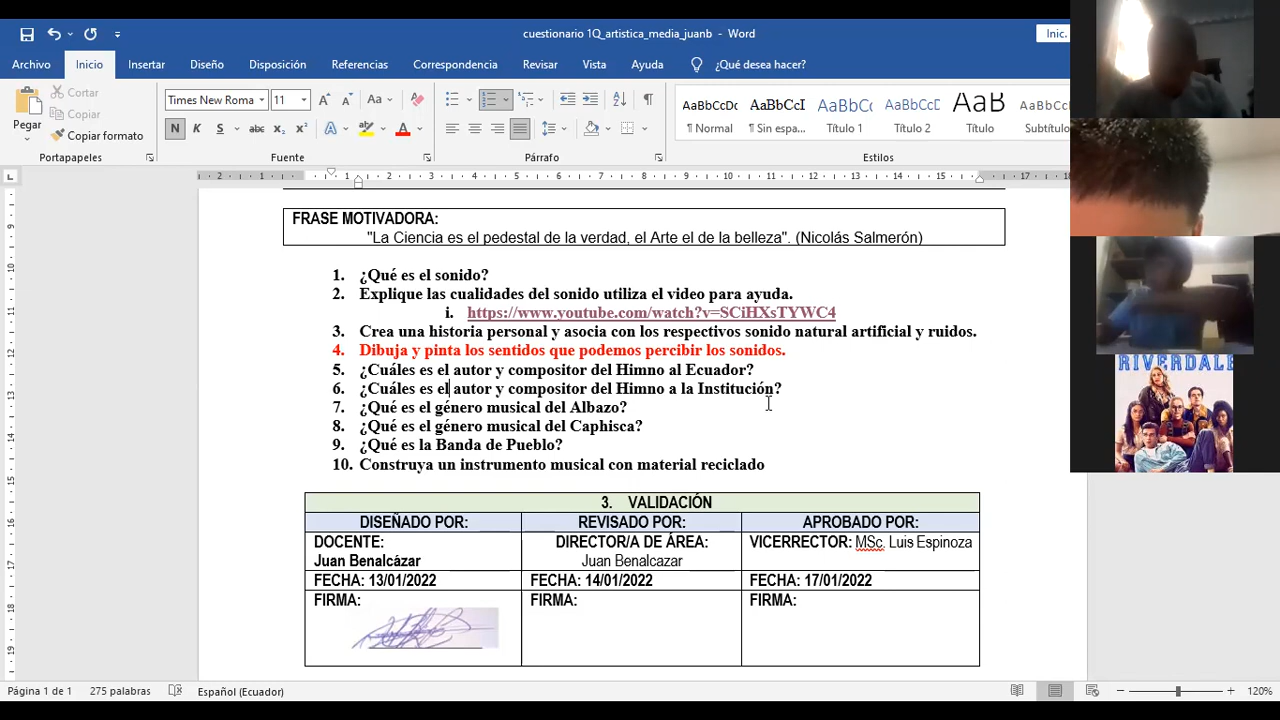 cuestionario 1Q_artistica_media_juanb - Word
Inic.
Archivo Inicio Insertar Diseño Disposición Referencias Correspondencia Revisar Vista Ayuda ¿Qué desea hacer?
Pegar
Cortar
Copiar
Copiar formato
Portapapeles
Times New Roma 11
N K S abc x₂ x²
Fuente
Párrafo
AaBbCcDc AaBbCcI AaBbCcD AaBbCcD AaB AaBbCcD
¶ Normal ¶ Sin espa... Título 1 Título 2 Título Subtítulo
Estilos
FRASE MOTIVADORA:
"La Ciencia es el pedestal de la verdad, el Arte el de la belleza". (Nicolás Salmerón)
1. ¿Qué es el sonido?
2. Explique las cualidades del sonido utiliza el video para ayuda.
i. https://www.youtube.com/watch?v=SCiHXsTYWC4
3. Crea una historia personal y asocia con los respectivos sonido natural artificial y ruidos.
4. Dibuja y pinta los sentidos que podemos percibir los sonidos.
5. ¿Cuáles es el autor y compositor del Himno al Ecuador?
6. ¿Cuáles es el autor y compositor del Himno a la Institución?
7. ¿Qué es el género musical del Albazo?
8. ¿Qué es el género musical del Caphisca?
9. ¿Qué es la Banda de Pueblo?
10. Construya un instrumento musical con material reciclado
3. VALIDACIÓN
DISEÑADO POR: REVISADO POR: APROBADO POR:
DOCENTE: DIRECTOR/A DE ÁREA: VICERRECTOR: MSc. Luis Espinoza
Juan Benalcázar Juan Benalcazar
FECHA: 13/01/2022 FECHA: 14/01/2022 FECHA: 17/01/2022
FIRMA: FIRMA: FIRMA:
Página 1 de 1 275 palabras Español (Ecuador) 120%
RIVERDALE